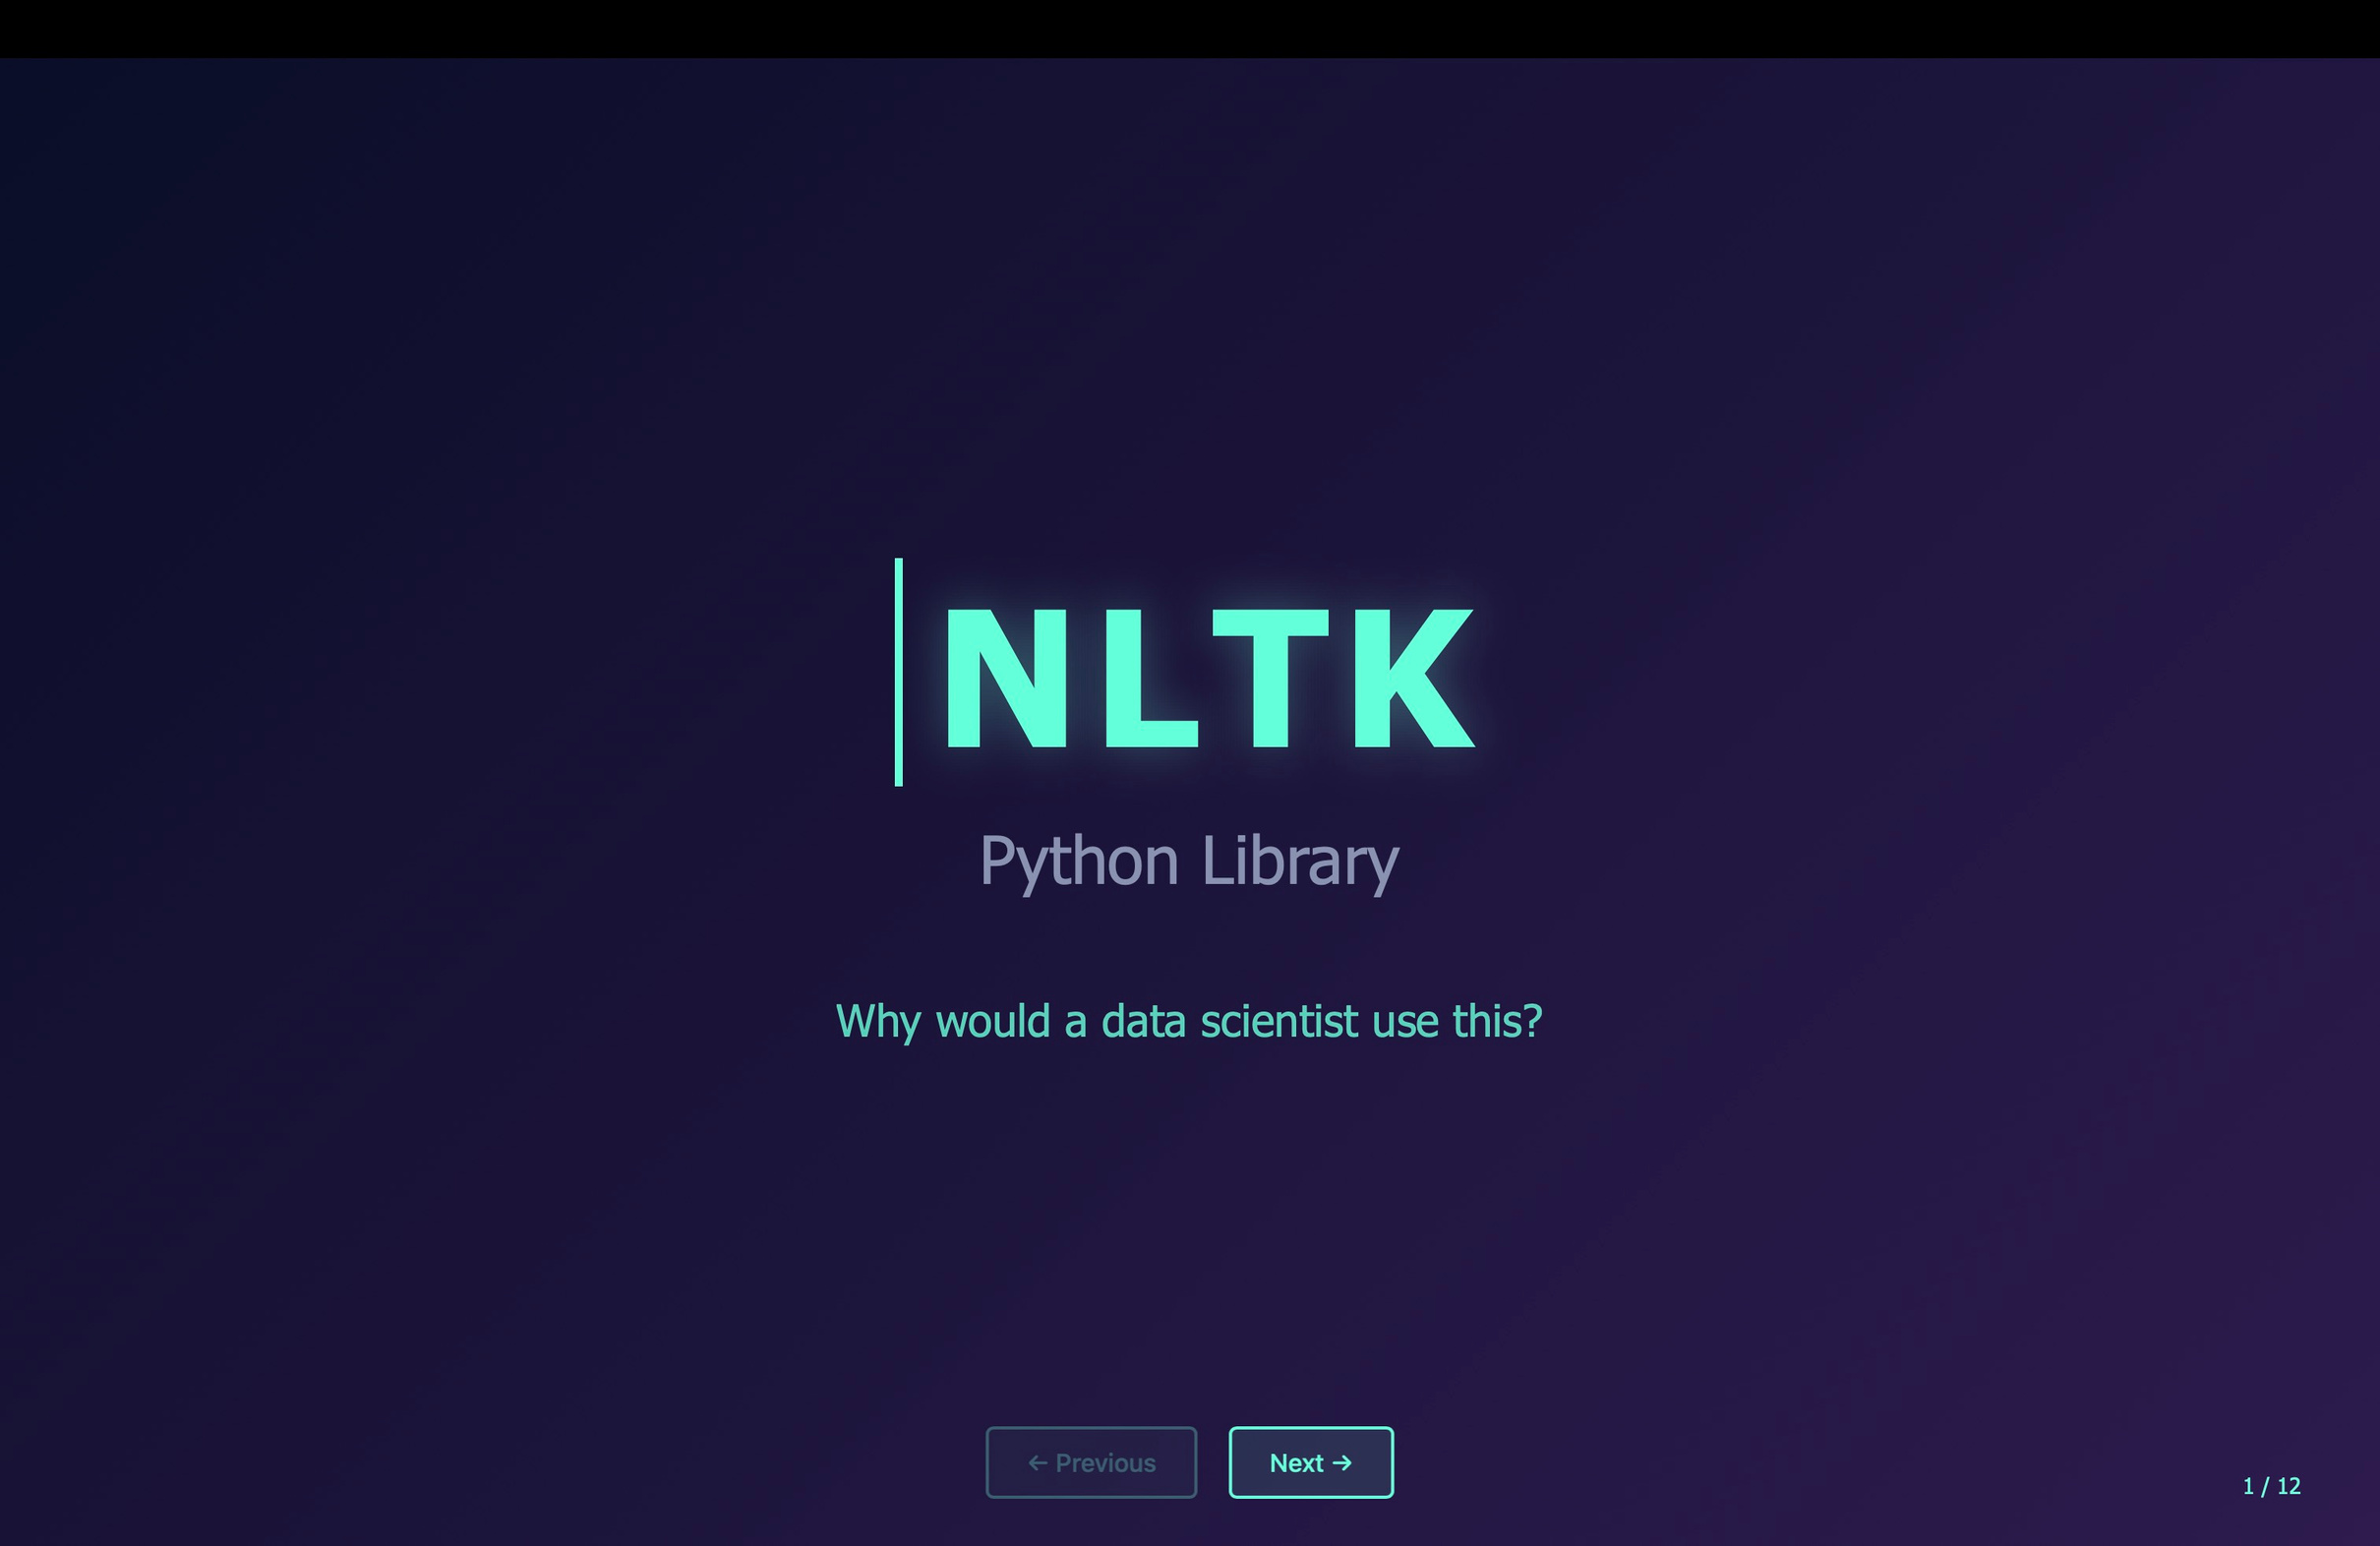 NLTK
Python Library
Why would a data scientist use this?
← Previous
Next →
1 / 12